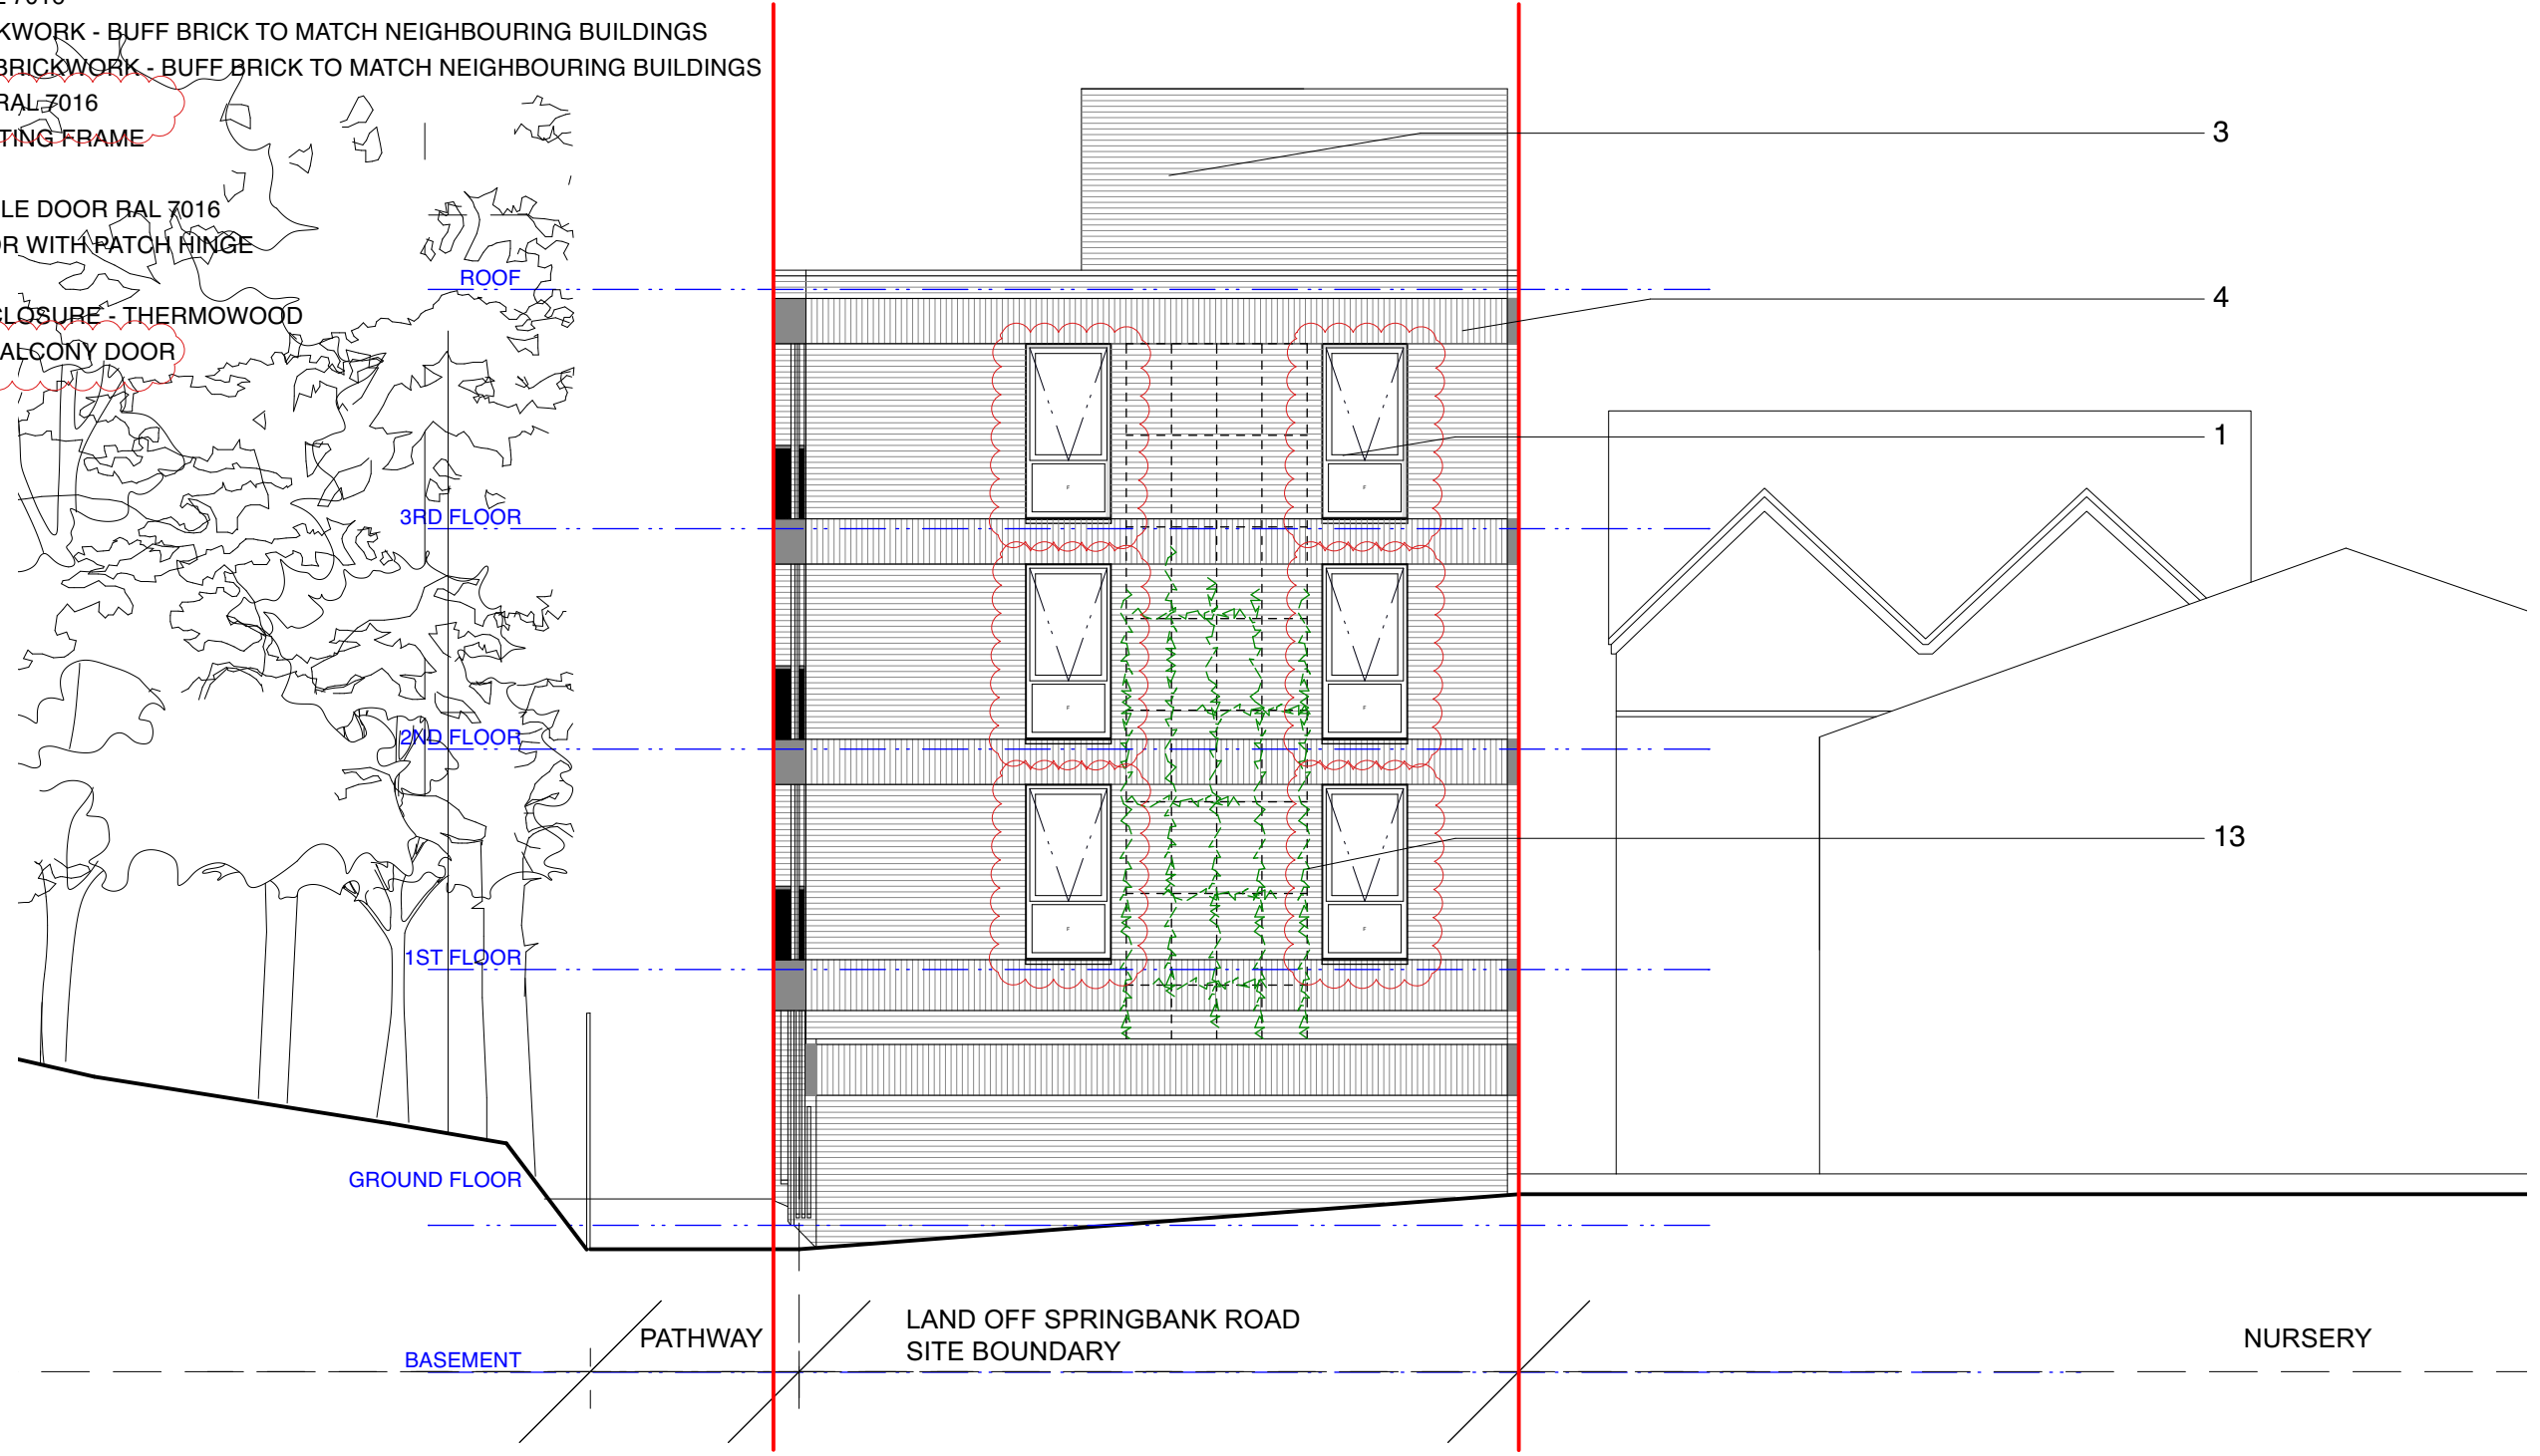 7016
KWORK - BUFF BRICK TO MATCH NEIGHBOURING BUILDINGS
BRICKWORK - BUFF BRICK TO MATCH NEIGHBOURING BUILDINGS
RAL 7016
TING FRAME
LE DOOR RAL 7016
R WITH PATCH HINGE
CLOSURE - THERMOWOOD
ALCONY DOOR
3
4
1
13
ROOF
3RD FLOOR
2ND FLOOR
1ST FLOOR
GROUND FLOOR
BASEMENT
F
F
F
F
F
F
PATHWAY
LAND OFF SPRINGBANK ROAD
SITE BOUNDARY
NURSERY